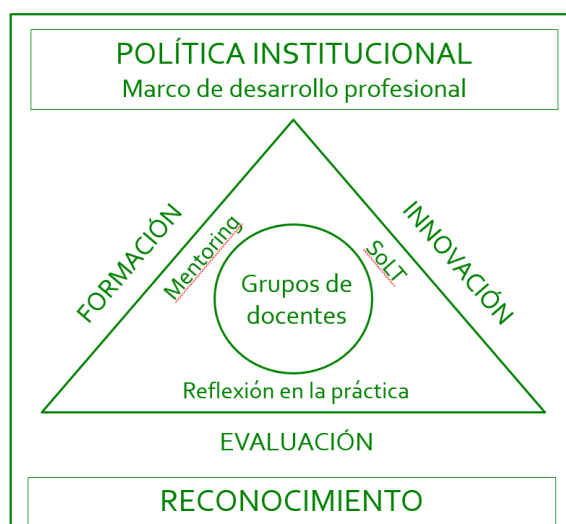 POLÍTICA INSTITUCIONAL
Marco de desarrollo profesional
FORMACIÓN
Mentoring
SoLT
INNOVACIÓN
Grupos de
docentes
Reflexión en la práctica
EVALUACIÓN
RECONOCIMIENTO